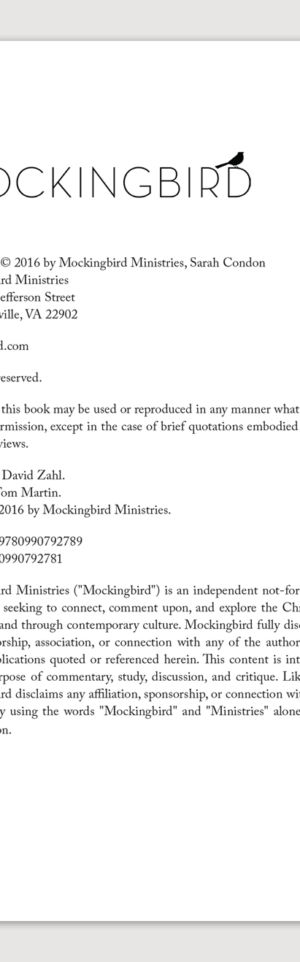 OCKINGBIRD
© 2016 by Mockingbird Ministries, Sarah Condon
rd Ministries
efferson Street
ville, VA 22902
d.com
eserved.
this book may be used or reproduced in any manner what
rmission, except in the case of brief quotations embodied
views.
David Zahl.
Tom Martin.
2016 by Mockingbird Ministries.
9780990792789
0990792781
rd Ministries ("Mockingbird") is an independent not-for
seeking to connect, comment upon, and explore the Ch
and through contemporary culture. Mockingbird fully dis
orship, association, or connection with any of the author
blications quoted or referenced herein. This content is int
rpose of commentary, study, discussion, and critique. Lik
rd disclaims any affiliation, sponsorship, or connection wi
y using the words "Mockingbird" and "Ministries" alone
on.